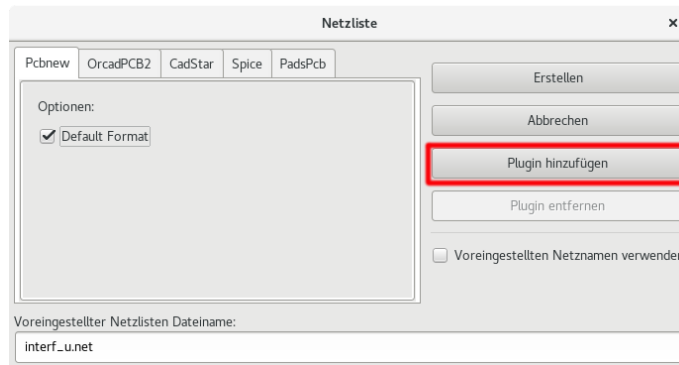 Netzliste
Pcbnew OrcadPCB2 CadStar Spice PadsPcb
Optionen:
Default Format
Erstellen
Abbrechen
Plugin hinzufügen
Plugin entfernen
Voreingestellten Netznamen verwenden
Voreingestellter Netzlisten Dateiname:
interf_u.net